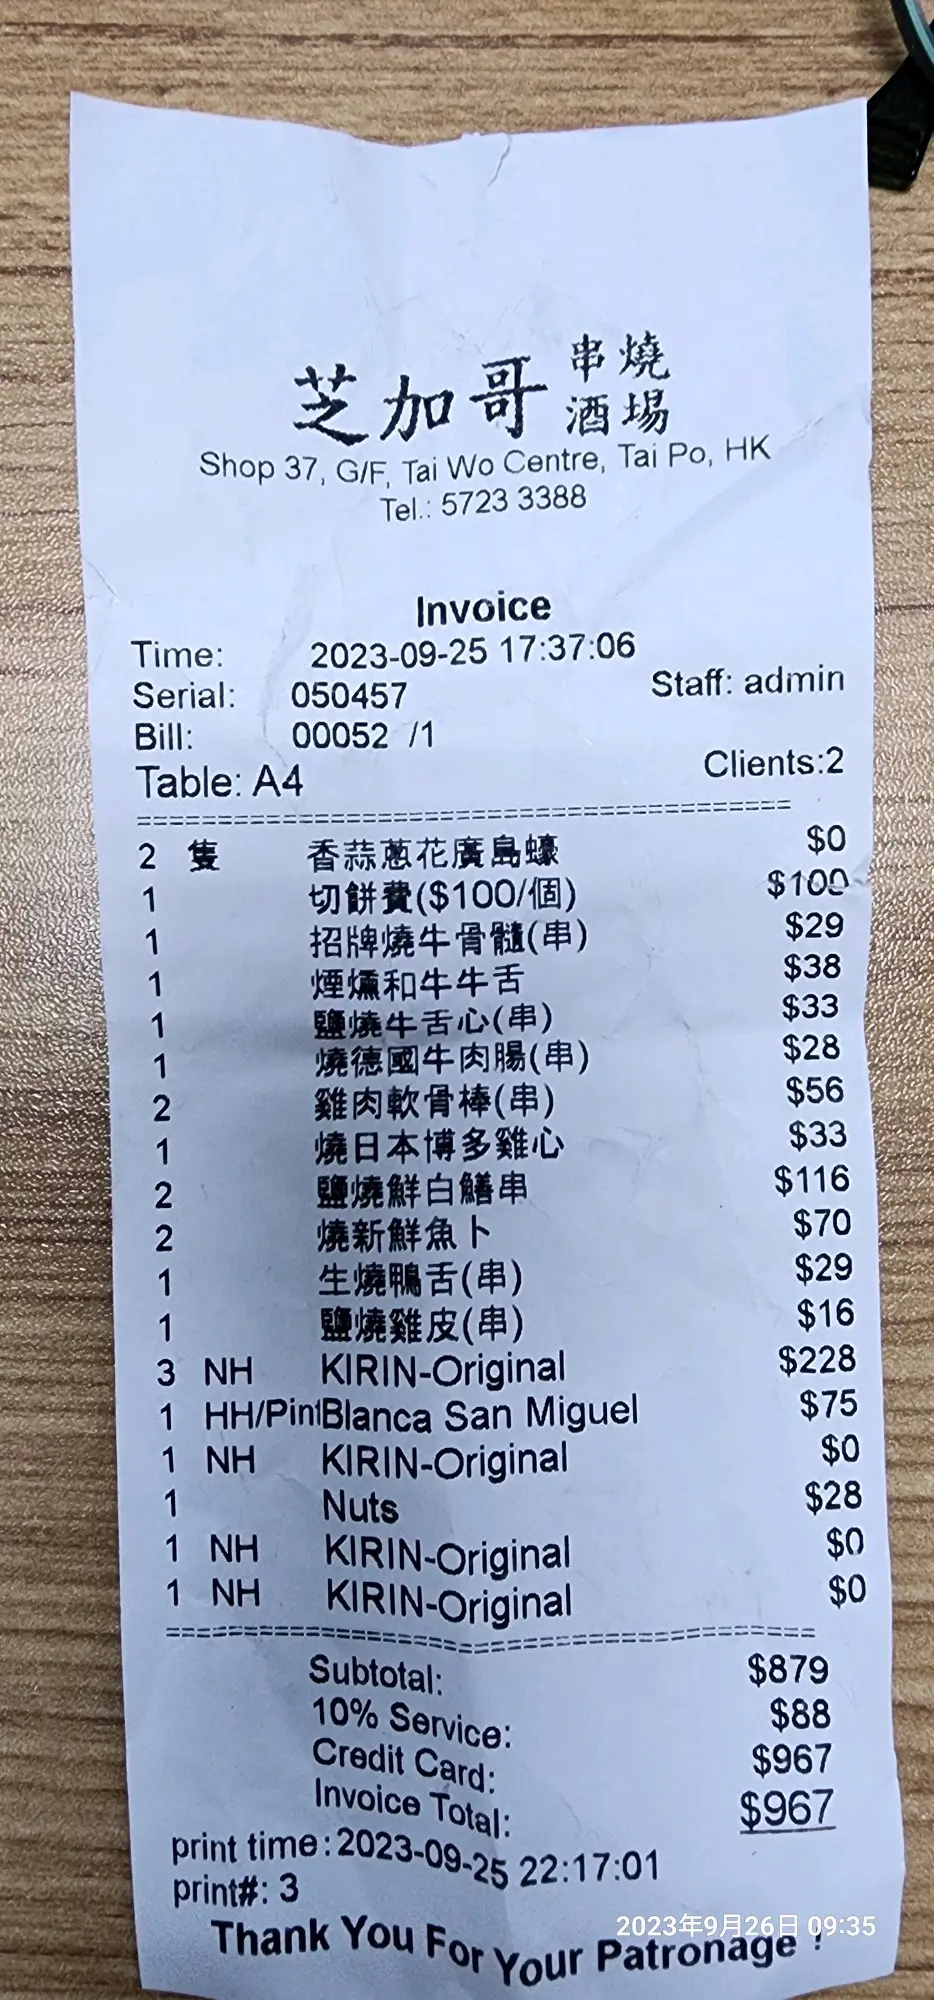 芝加哥 串燒酒場
Shop 37, G/F, Tai Wo Centre, Tai Po, HK
Tel.: 5723 3388
Invoice
Time: 2023-09-25 17:37:06
Serial: 050457 Staff: admin
Bill: 00052 /1
Table: A4 Clients:2
2 隻 香蒜蔥花廣島蠔 $0
1 切餅費($100/個) $100
1 招牌燒牛骨髓(串) $29
1 煙燻和牛牛舌 $38
1 鹽燒牛舌心(串) $33
1 燒德國牛肉腸(串) $28
2 雞肉軟骨棒(串) $56
1 燒日本博多雞心 $33
2 鹽燒鮮白鱔串 $116
2 燒新鮮魚卜 $70
1 生燒鴨舌(串) $29
1 鹽燒雞皮(串) $16
3 NH KIRIN-Original $228
1 HH/Pint Blanca San Miguel $75
1 NH KIRIN-Original $0
1 Nuts $28
1 NH KIRIN-Original $0
1 NH KIRIN-Original $0
Subtotal: $879
10% Service: $88
Credit Card: $967
Invoice Total: $967
print time:2023-09-25 22:17:01
print#: 3
Thank You For Your Patronage !
2023年9月26日 09:35